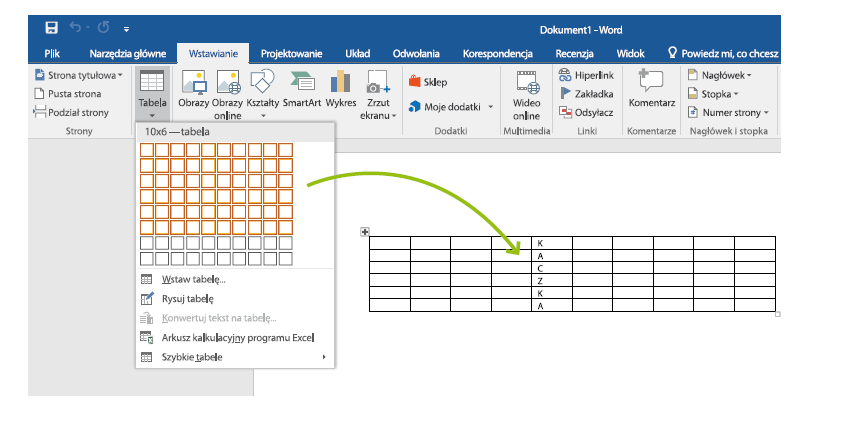 Dokument1 –Word
Plik Narzędzia główne Wstawianie Projektowanie Układ Odwołania Korespondencja Recenzja Widok Powiedz mi, co chcesz
Strona tytułowa
Pusta strona
Podział strony
Strony
Tabela
Obrazy
Obrazy online
Kształty
SmartArt
Wykres
Zrzut ekranu
Sklep
Moje dodatki
Dodatki
Wideo online
Multimedia
Hiperlink
Zakładka
Odsyłacz
Linki
Komentarz
Komentarze
Nagłówek
Stopka
Numer strony
Nagłówek i stopka
10x6 —tabela
Wstaw tabelę...
Rysuj tabelę
Konwertuj tekst na tabelę...
Arkusz kalkulacyjny programu Excel
Szybkie tabele
K
A
C
Z
K
A